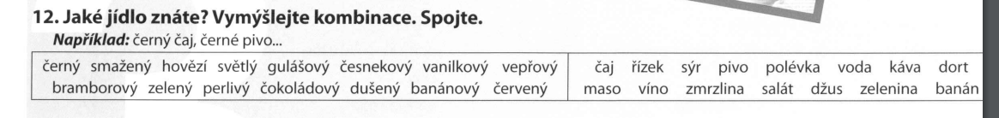 12. Jaké jídlo znáte? Vymýšlejte kombinace. Spojte.
Například: černý čaj, černé pivo...
černý smažený hovězí světlý gulášový česnekový vanilkový vepřový
bramborový zelený perlivý čokoládový dušený banánový červený
čaj řízek sýr pivo polévka voda káva dort
maso víno zmrzlina salát džus zelenina banán